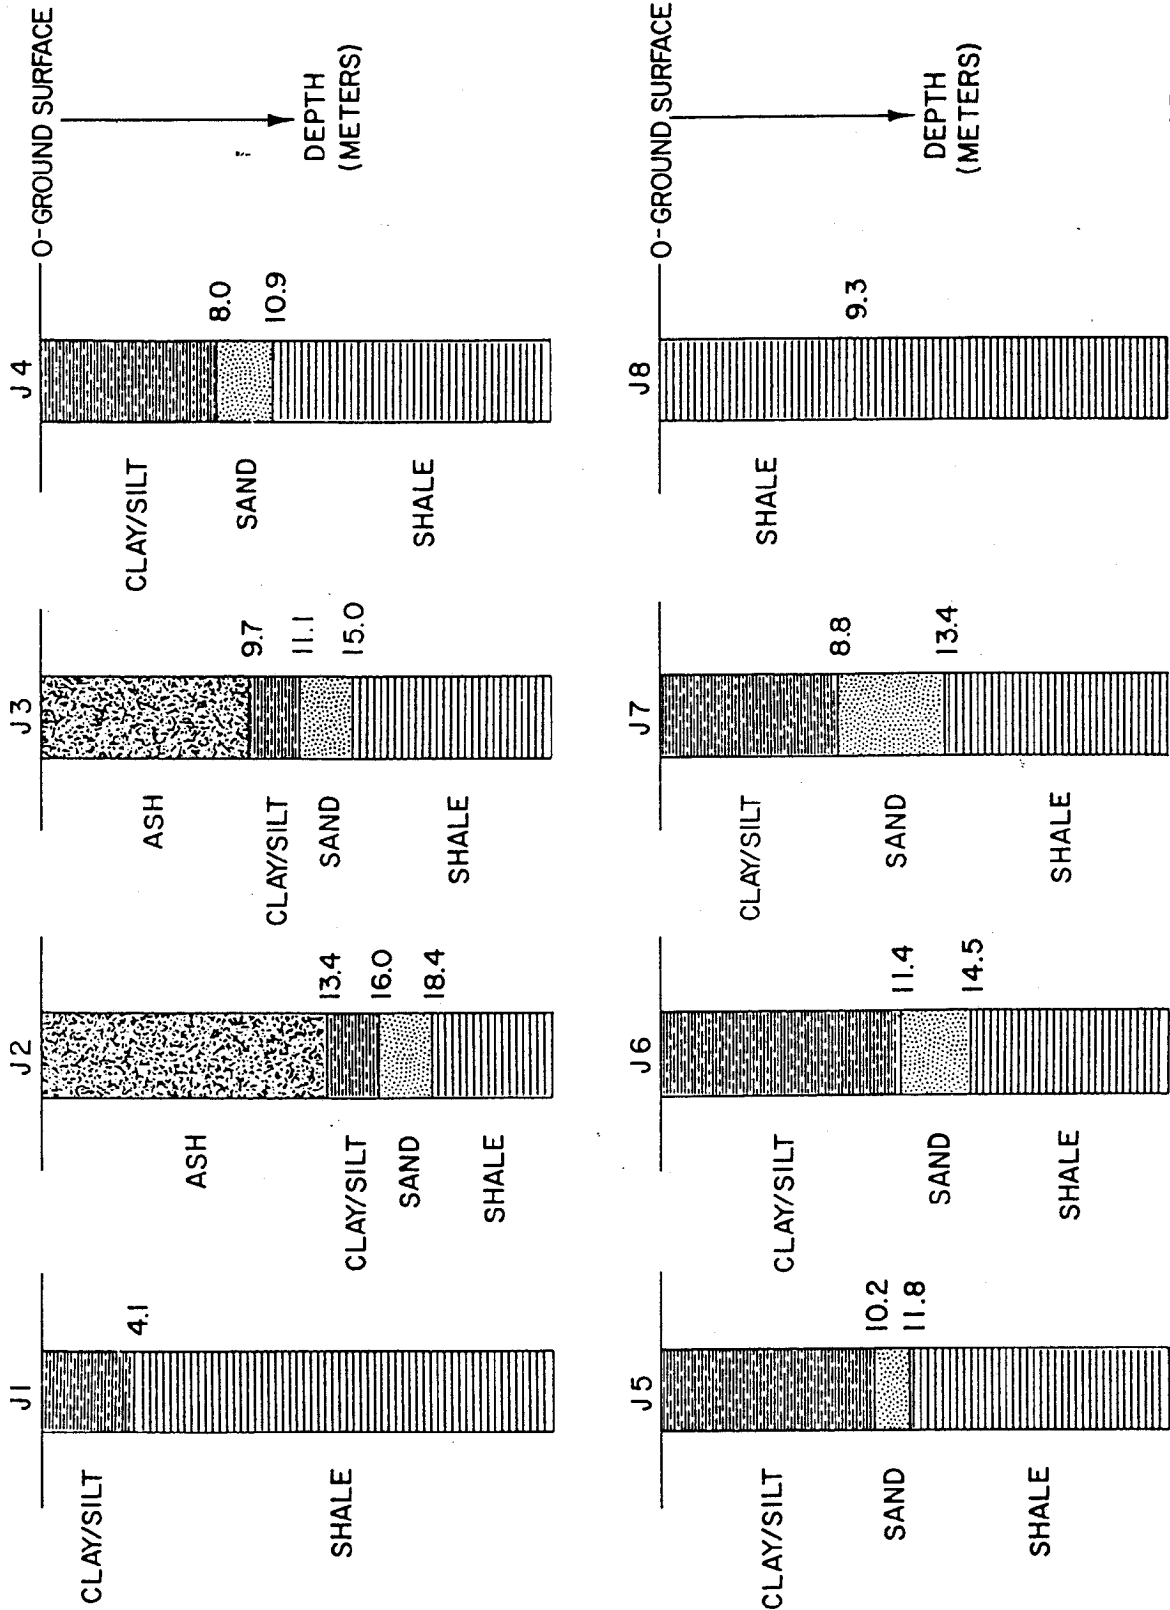 J1
CLAY/SILT
4.1
SHALE
J2
ASH
13.4
CLAY/SILT
16.0
SAND
18.4
SHALE
J3
ASH
9.7
CLAY/SILT
11.1
SAND
15.0
SHALE
J4
CLAY/SILT
8.0
SAND
10.9
SHALE
0-GROUND SURFACE
DEPTH
(METERS)
J5
CLAY/SILT
10.2
SAND
11.8
SHALE
J6
CLAY/SILT
11.4
SAND
14.5
SHALE
J7
CLAY/SILT
8.8
SAND
13.4
SHALE
J8
SHALE
9.3
0-GROUND SURFACE
DEPTH
(METERS)